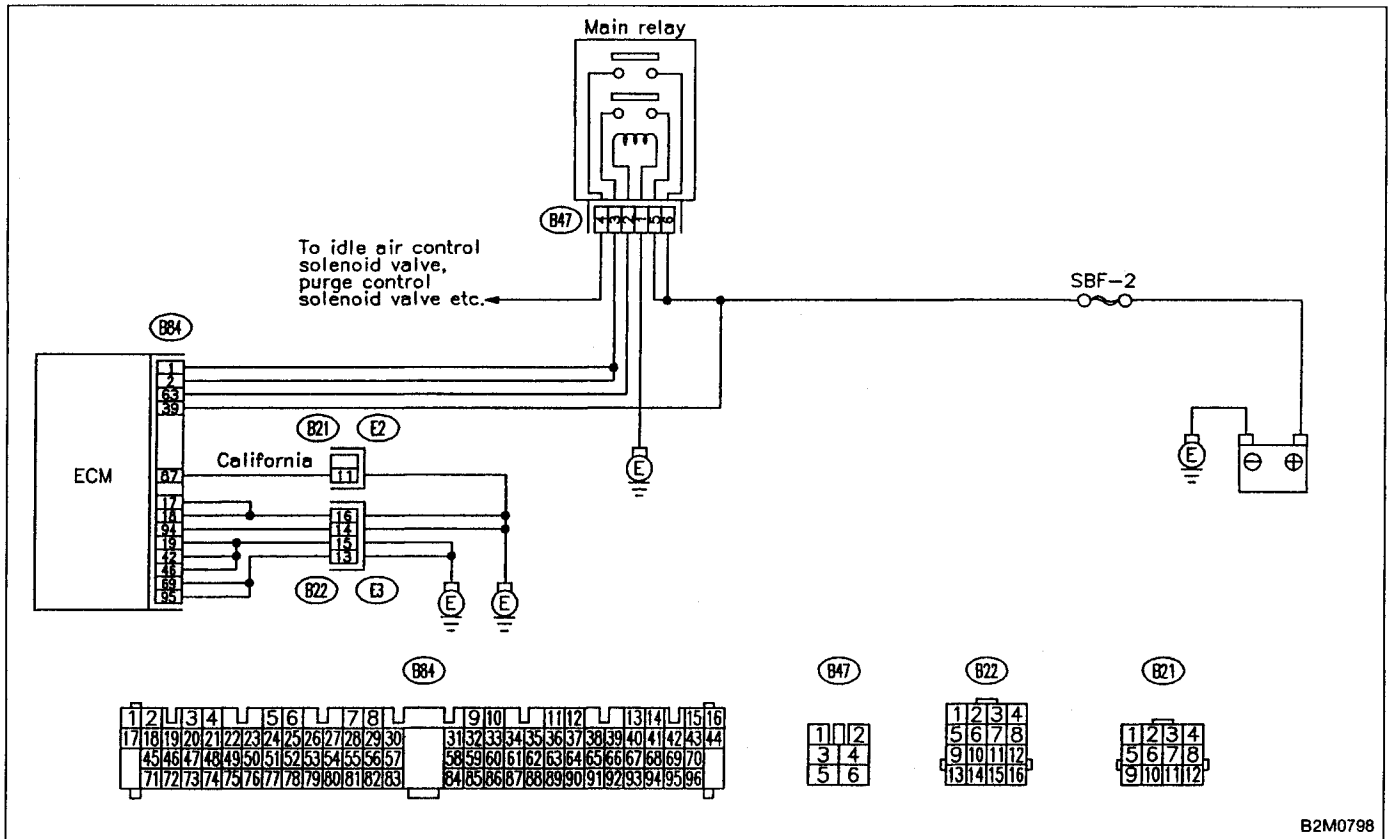 Main relay
B47
4 3 2 1 5 6
To idle air control
solenoid valve,
purge control
solenoid valve etc.
SBF-2
B84
1
2
63
39
ECM
B21 E2
California
87
11
17
18
94
19
42
46
69
95
16
14
15
13
B22 E3
E
E
E
E
⊖ ⊕
B84
1 2 3 4 5 6 7 8 9 10 11 12 13 14 15 16
17 18 19 20 21 22 23 24 25 26 27 28 29 30 31 32 33 34 35 36 37 38 39 40 41 42 43 44
45 46 47 48 49 50 51 52 53 54 55 56 57 58 59 60 61 62 63 64 65 66 67 68 69 70
71 72 73 74 75 76 77 78 79 80 81 82 83 84 85 86 87 88 89 90 91 92 93 94 95 96
B47
1 2
3 4
5 6
B22
1 2 3 4
5 6 7 8
9 10 11 12
13 14 15 16
B21
1 2 3 4
5 6 7 8
9 10 11 12
B2M0798